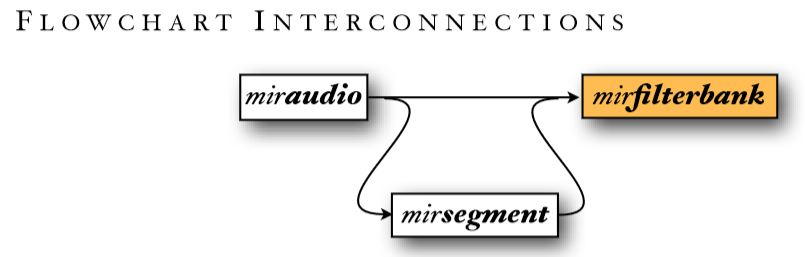 FLOWCHART INTERCONNECTIONS
miraudio
mirfilterbank
mirsegment